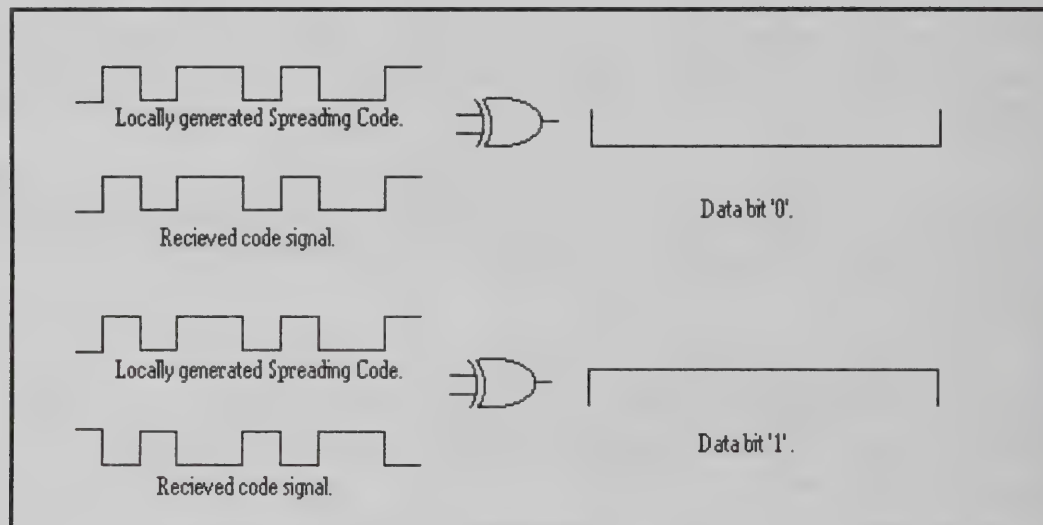 Locally generated Spreading Code.
Data bit '0'.
Recieved code signal.
Locally generated Spreading Code.
Data bit '1'.
Recieved code signal.